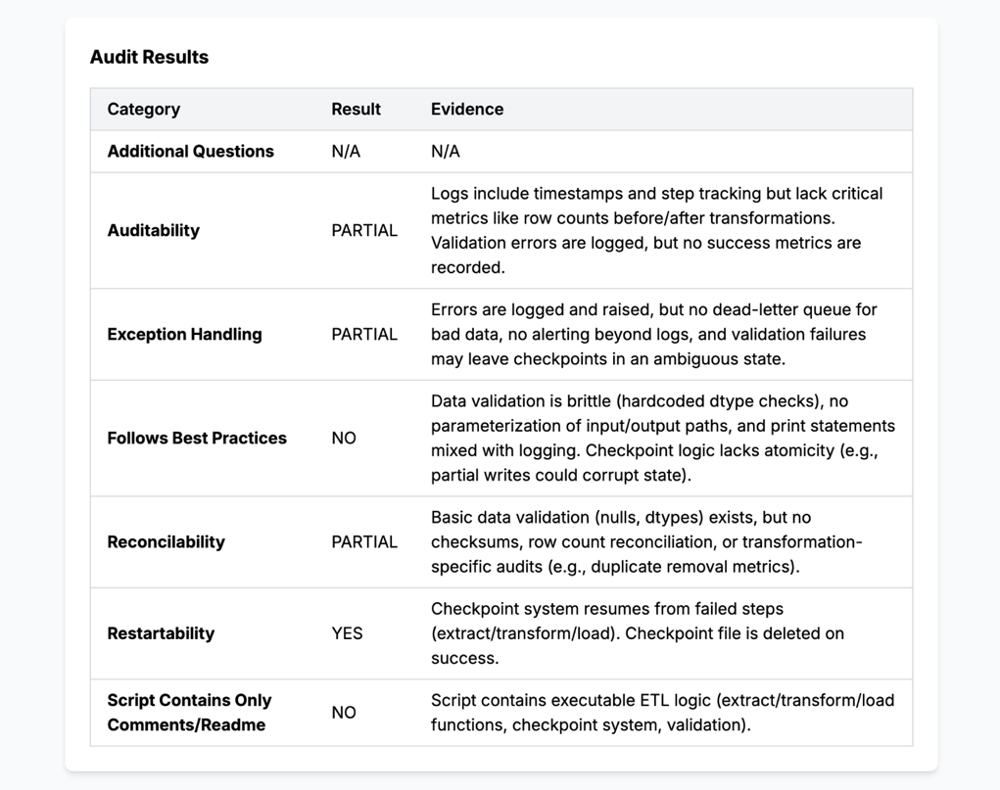 Audit Results
Category Result Evidence
Additional Questions N/A N/A
Auditability PARTIAL Logs include timestamps and step tracking but lack critical
metrics like row counts before/after transformations.
Validation errors are logged, but no success metrics are
recorded.
Exception Handling PARTIAL Errors are logged and raised, but no dead-letter queue for
bad data, no alerting beyond logs, and validation failures
may leave checkpoints in an ambiguous state.
Follows Best Practices NO Data validation is brittle (hardcoded dtype checks), no
parameterization of input/output paths, and print statements
mixed with logging. Checkpoint logic lacks atomicity (e.g.,
partial writes could corrupt state).
Reconcilability PARTIAL Basic data validation (nulls, dtypes) exists, but no
checksums, row count reconciliation, or transformation-
specific audits (e.g., duplicate removal metrics).
Restartability YES Checkpoint system resumes from failed steps
(extract/transform/load). Checkpoint file is deleted on
success.
Script Contains Only
Comments/Readme NO Script contains executable ETL logic (extract/transform/load
functions, checkpoint system, validation).